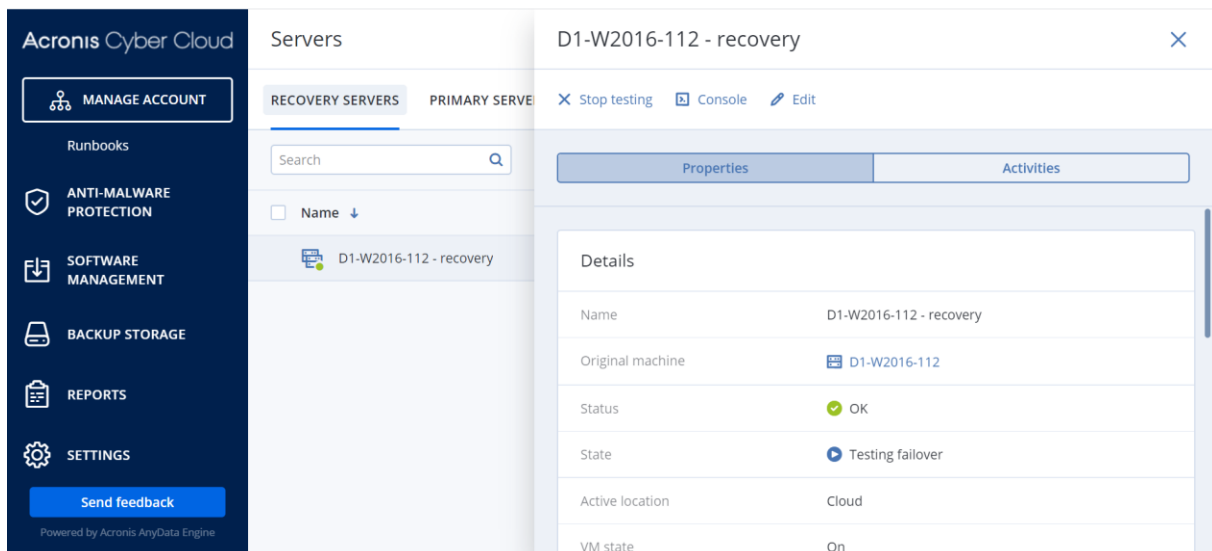 Acronis Cyber Cloud
MANAGE ACCOUNT
Runbooks
ANTI-MALWARE
PROTECTION
SOFTWARE
MANAGEMENT
BACKUP STORAGE
REPORTS
SETTINGS
Send feedback
Powered by Acronis AnyData Engine
Servers
RECOVERY SERVERS PRIMARY SERVE
Search
Name
D1-W2016-112 - recovery
D1-W2016-112 - recovery
Stop testing Console Edit
Properties Activities
Details
Name D1-W2016-112 - recovery
Original machine D1-W2016-112
Status OK
State Testing failover
Active location Cloud
VM state On